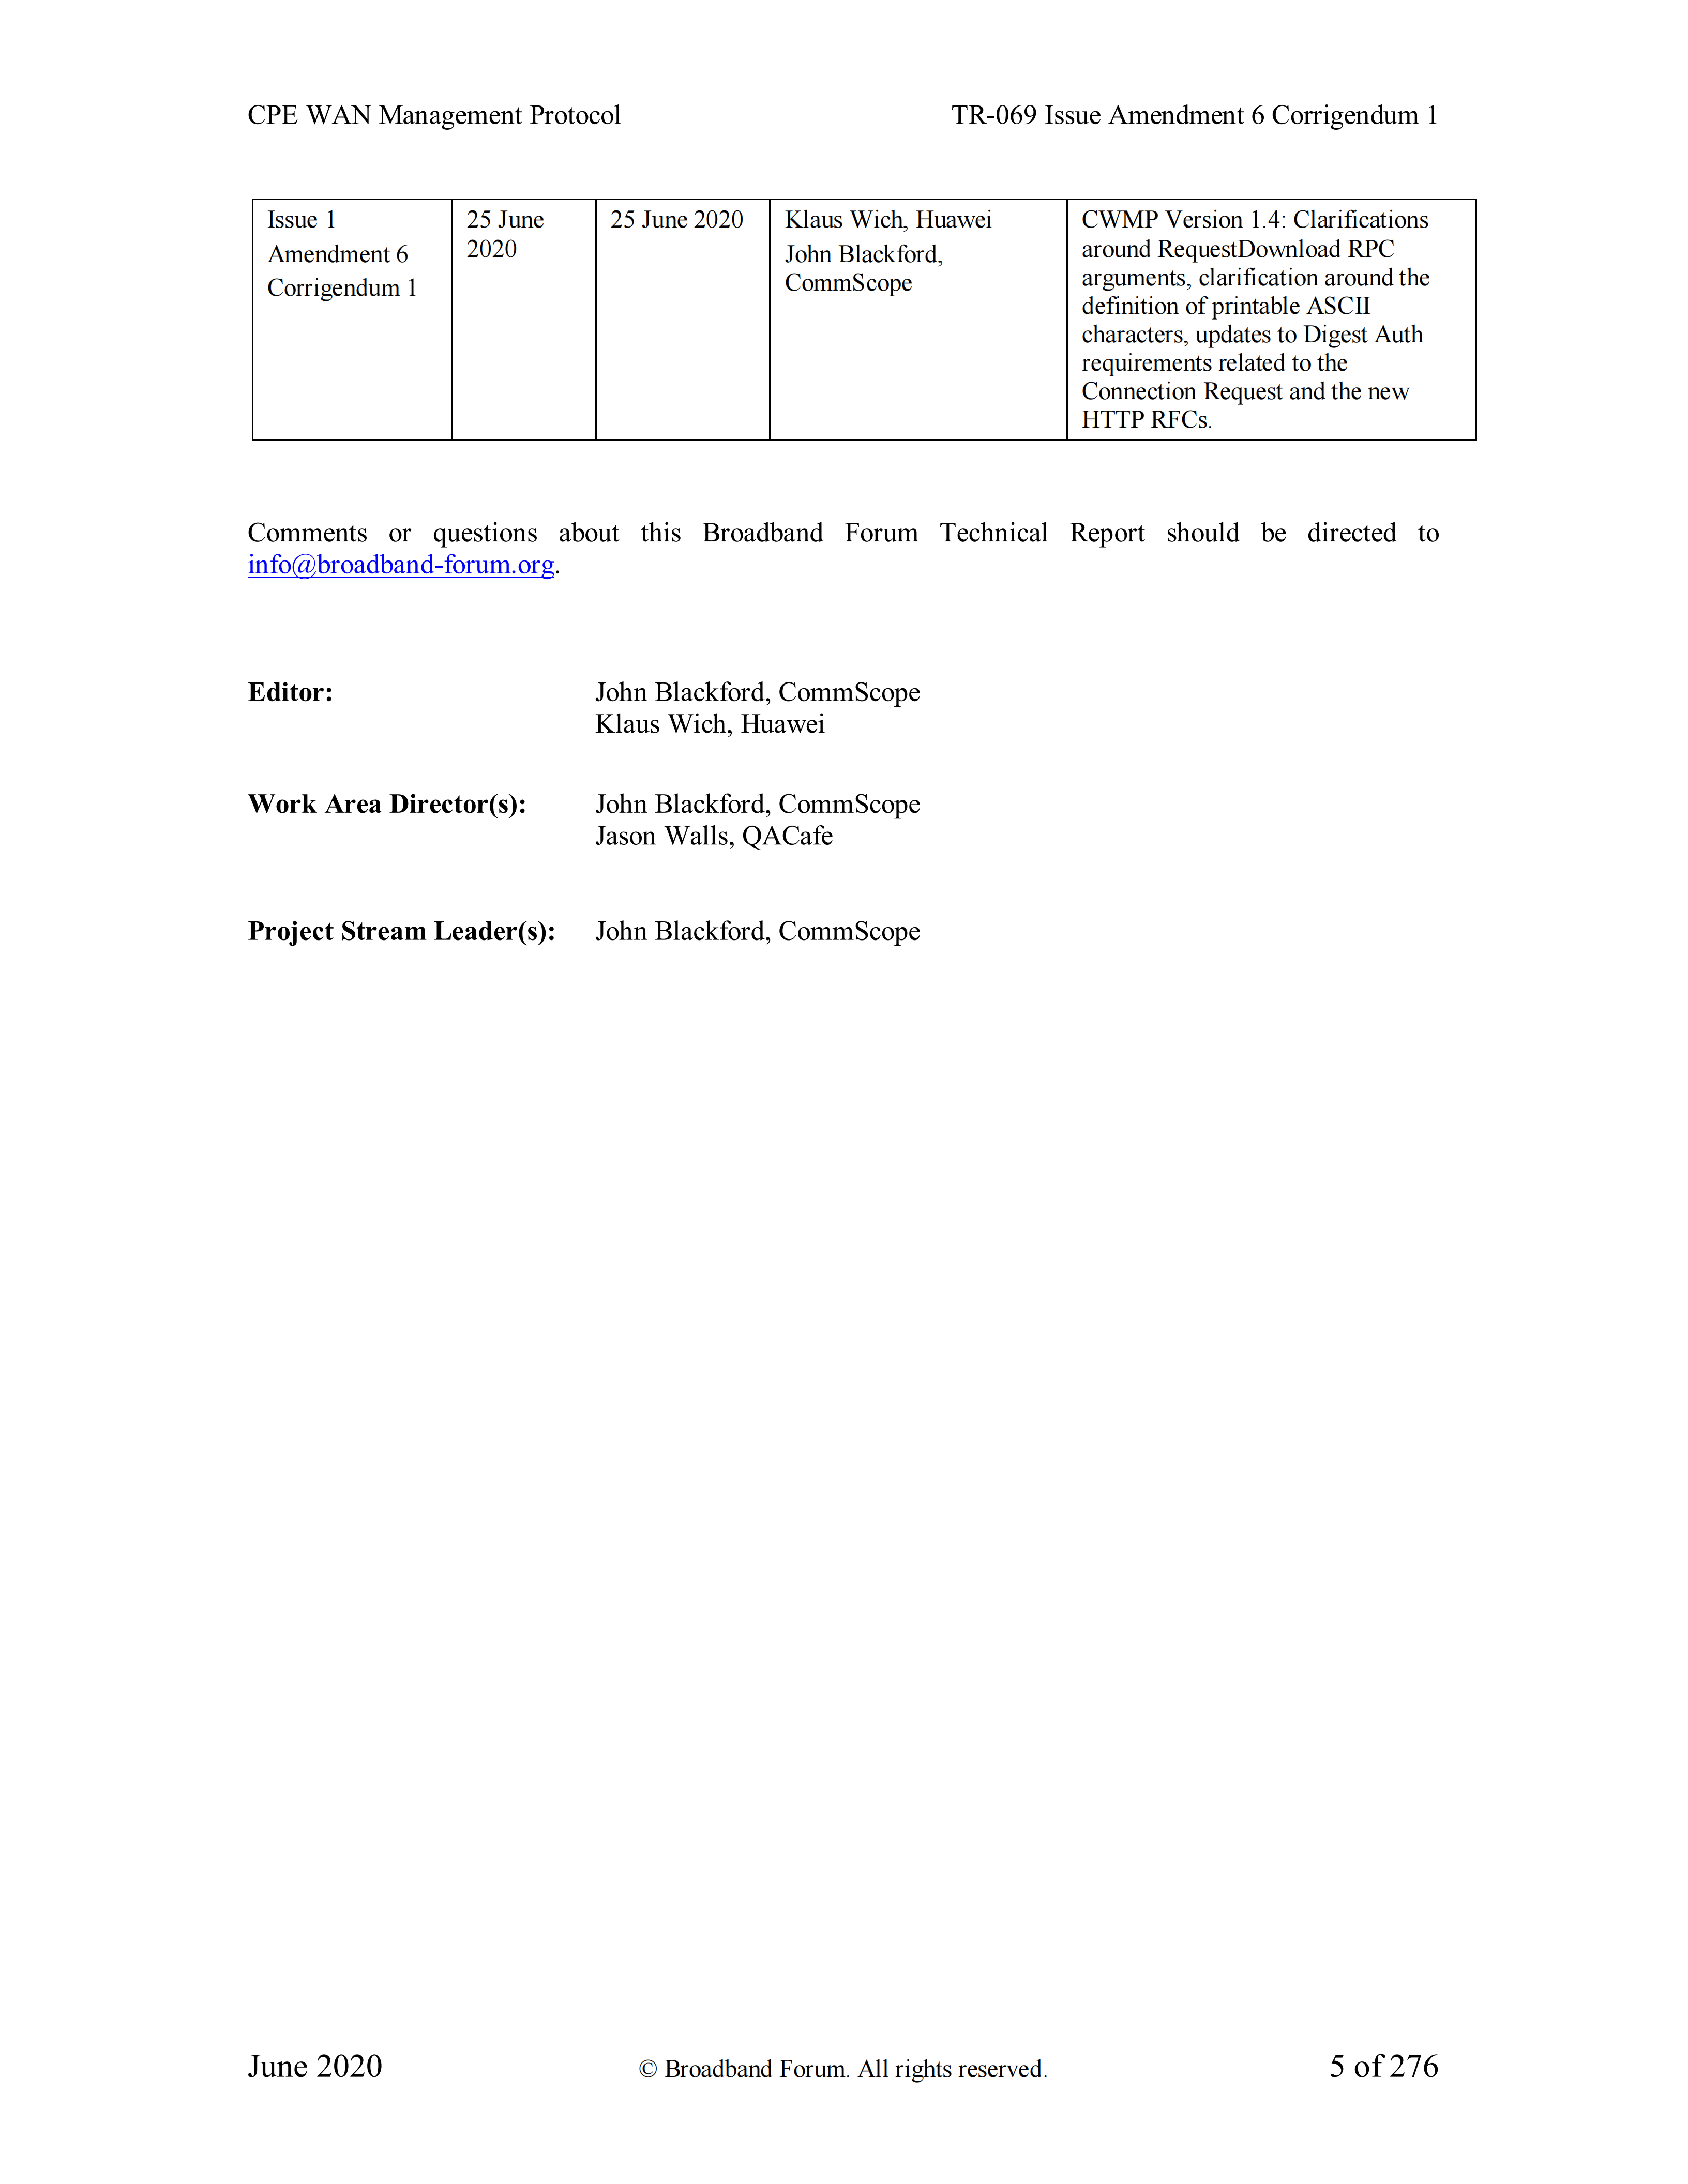 CPE WAN Management Protocol
TR-069 Issue Amendment 6 Corrigendum 1
Issue 1
Amendment 6
Corrigendum 1
25 June
2020
25 June 2020
Klaus Wich, Huawei
John Blackford,
CommScope
CWMP Version 1.4: Clarifications
around RequestDownload RPC
arguments, clarification around the
definition of printable ASCII
characters, updates to Digest Auth
requirements related to the
Connection Request and the new
HTTP RFCs.
Comments or questions about this Broadband Forum Technical Report should be directed to
info@broadband-forum.org.
Editor:
John Blackford, CommScope
Klaus Wich, Huawei
Work Area Director(s):
John Blackford, CommScope
Jason Walls, QACafe
Project Stream Leader(s):
John Blackford, CommScope
June 2020
© Broadband Forum. All rights reserved.
5 of 276